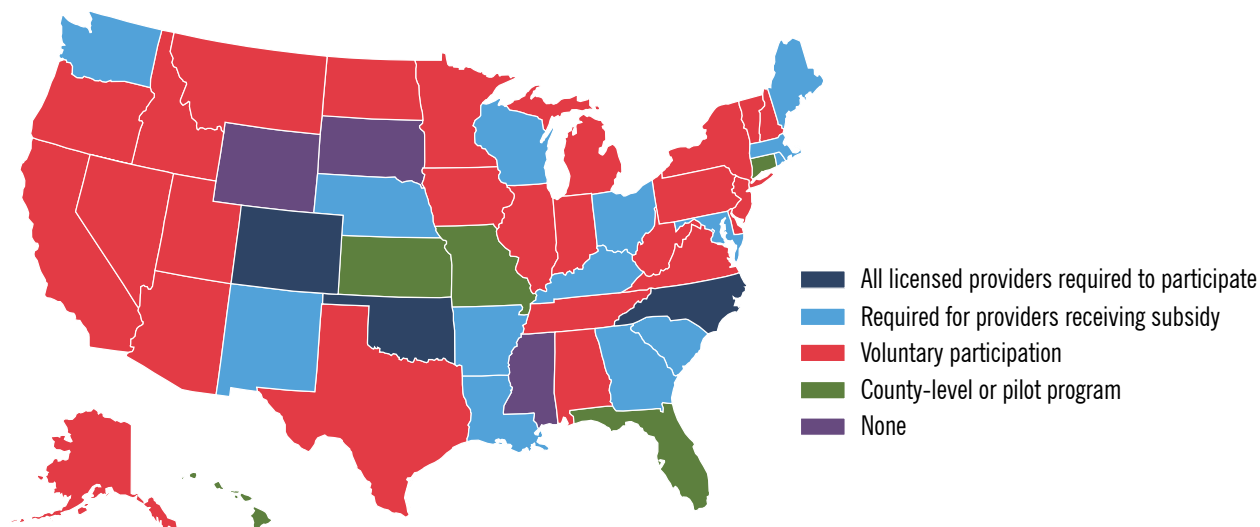 All licensed providers required to participate
Required for providers receiving subsidy
Voluntary participation
County-level or pilot program
None